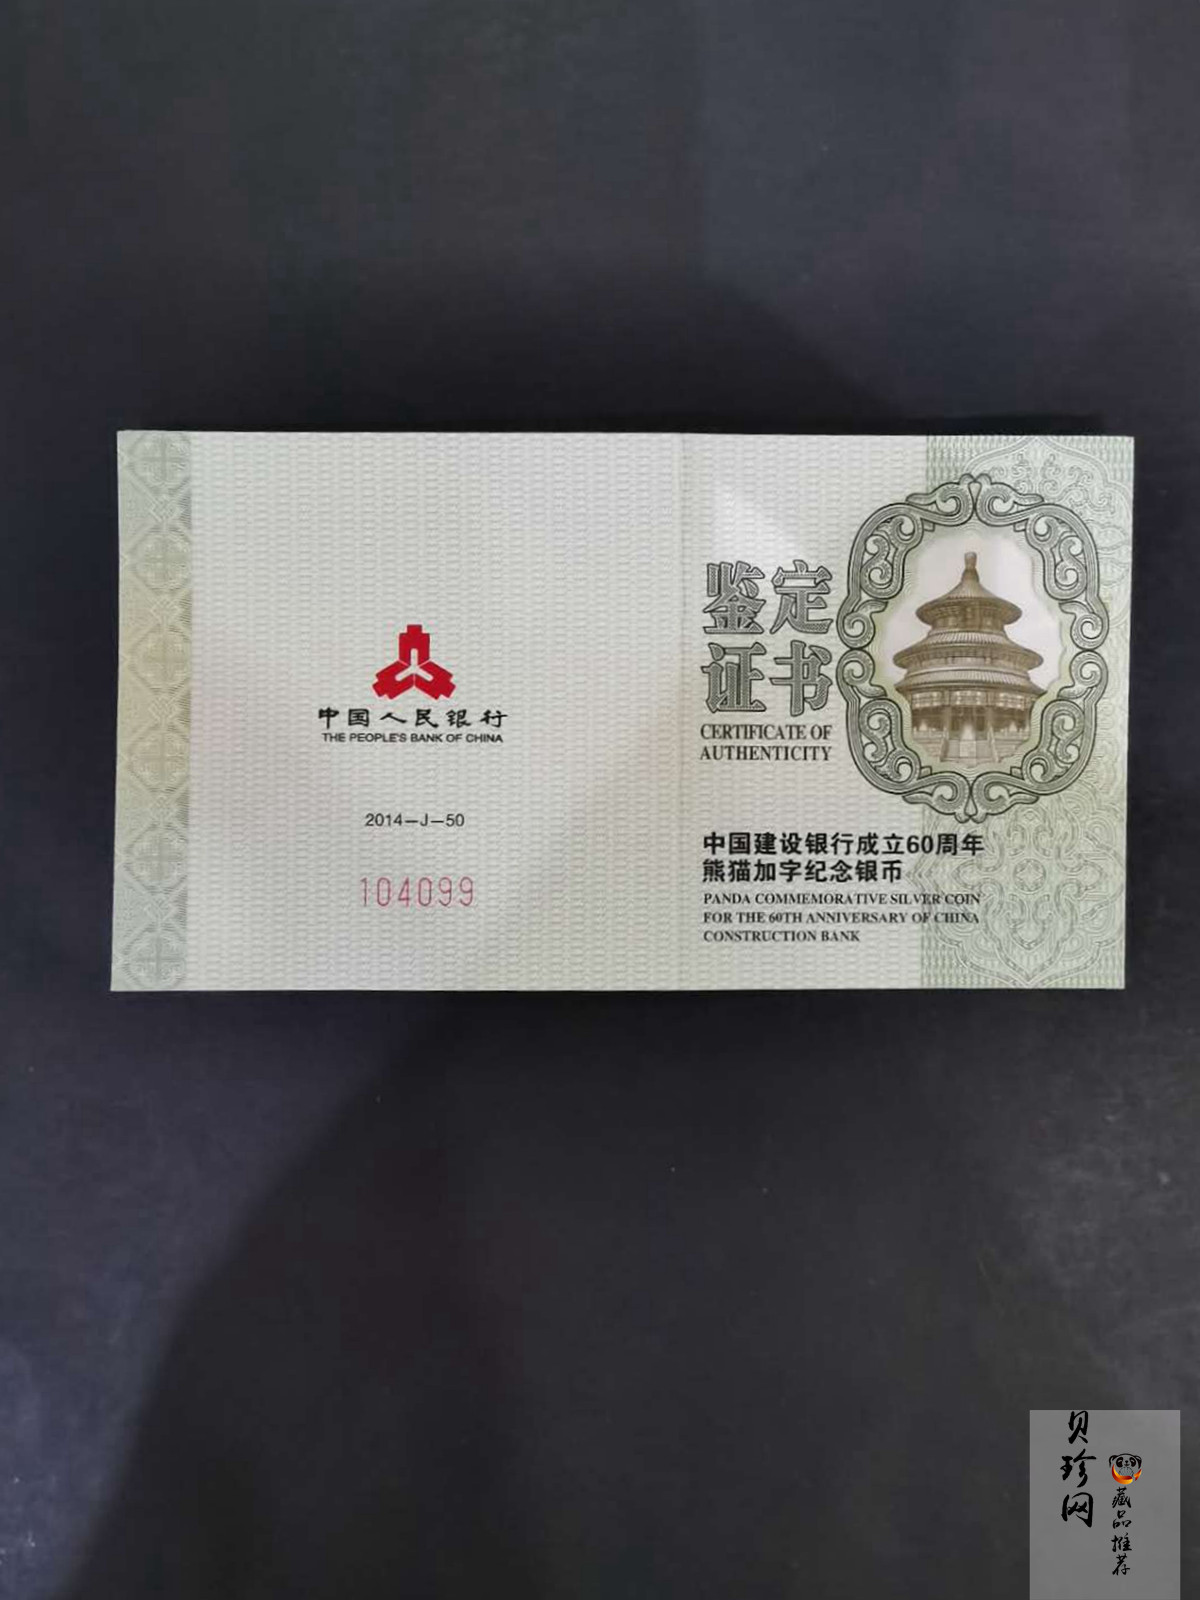 中国人民银行
THE PEOPLE'S BANK OF CHINA
2014-J-50
104099
鉴定
证书
CERTIFICATE OF
AUTHENTICITY
中国建设银行成立60周年
熊猫加字纪念银币
PANDA COMMEMORATIVE SILVER COIN
FOR THE 60TH ANNIVERSARY OF CHINA
CONSTRUCTION BANK
贝珍网
藏品推荐